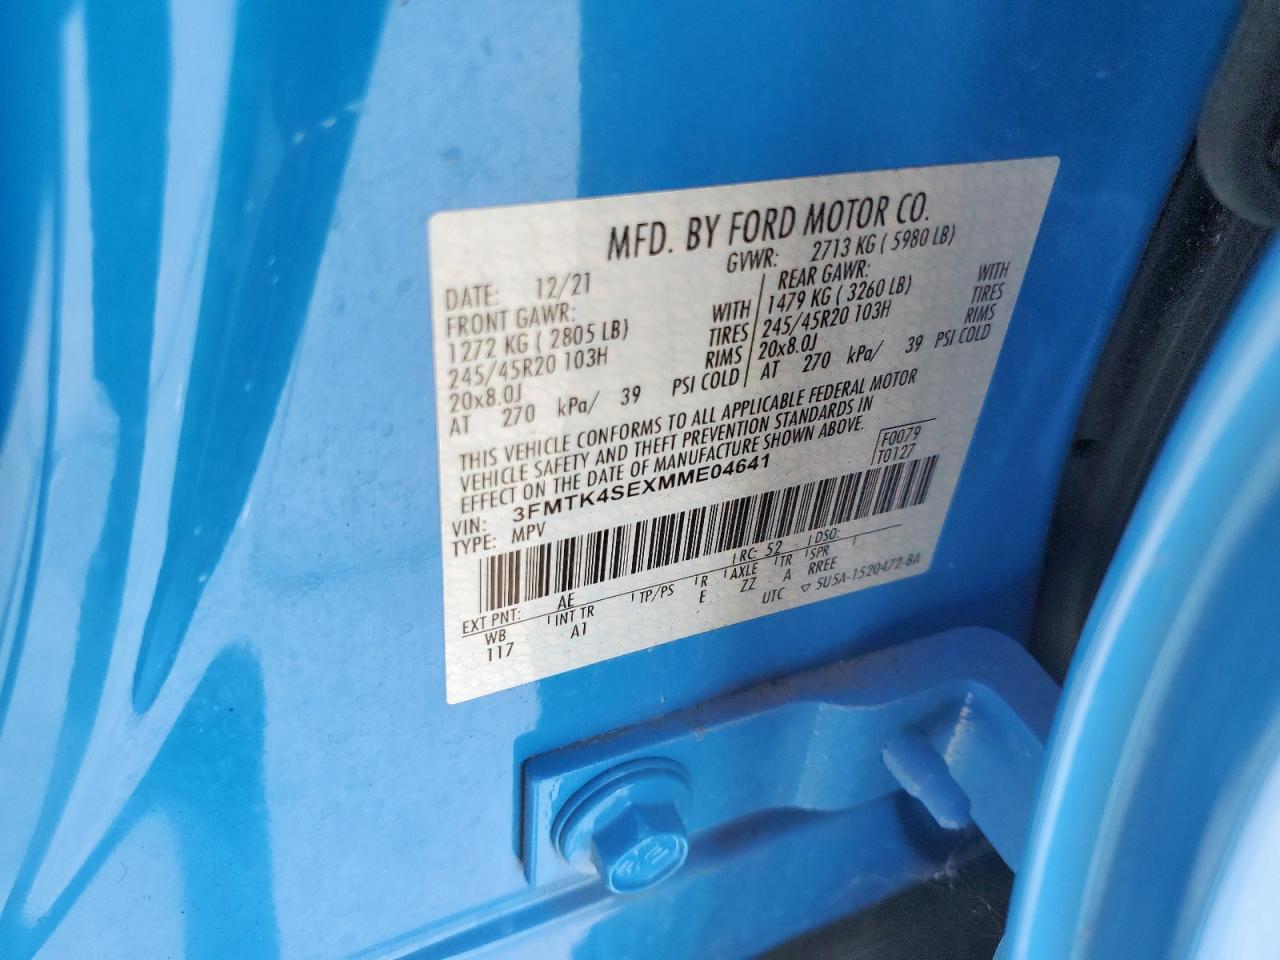 MFD. BY FORD MOTOR CO.
DATE: 12/21 GVWR: 2713 KG ( 5980 LB)
FRONT GAWR: REAR GAWR:
1272 KG ( 2805 LB) WITH 1479 KG ( 3260 LB) WITH
245/45R20 103H TIRES 245/45R20 103H TIRES
20x8.0J RIMS 20x8.0J RIMS
AT 270 kPa/ 39 PSI COLD AT 270 kPa/ 39 PSI COLD
THIS VEHICLE CONFORMS TO ALL APPLICABLE FEDERAL MOTOR
VEHICLE SAFETY AND THEFT PREVENTION STANDARDS IN
EFFECT ON THE DATE OF MANUFACTURE SHOWN ABOVE.
F0079
VIN: 3FMTK4SEXMME04641 T0127
TYPE: MPV
EXT PNT: AE RC: 52 DSO:
WB INT TR TP/PS R AXLE TR SPR
117 A1 E ZZ A RREE
UTC ▽ 5U5A-1520472-BA